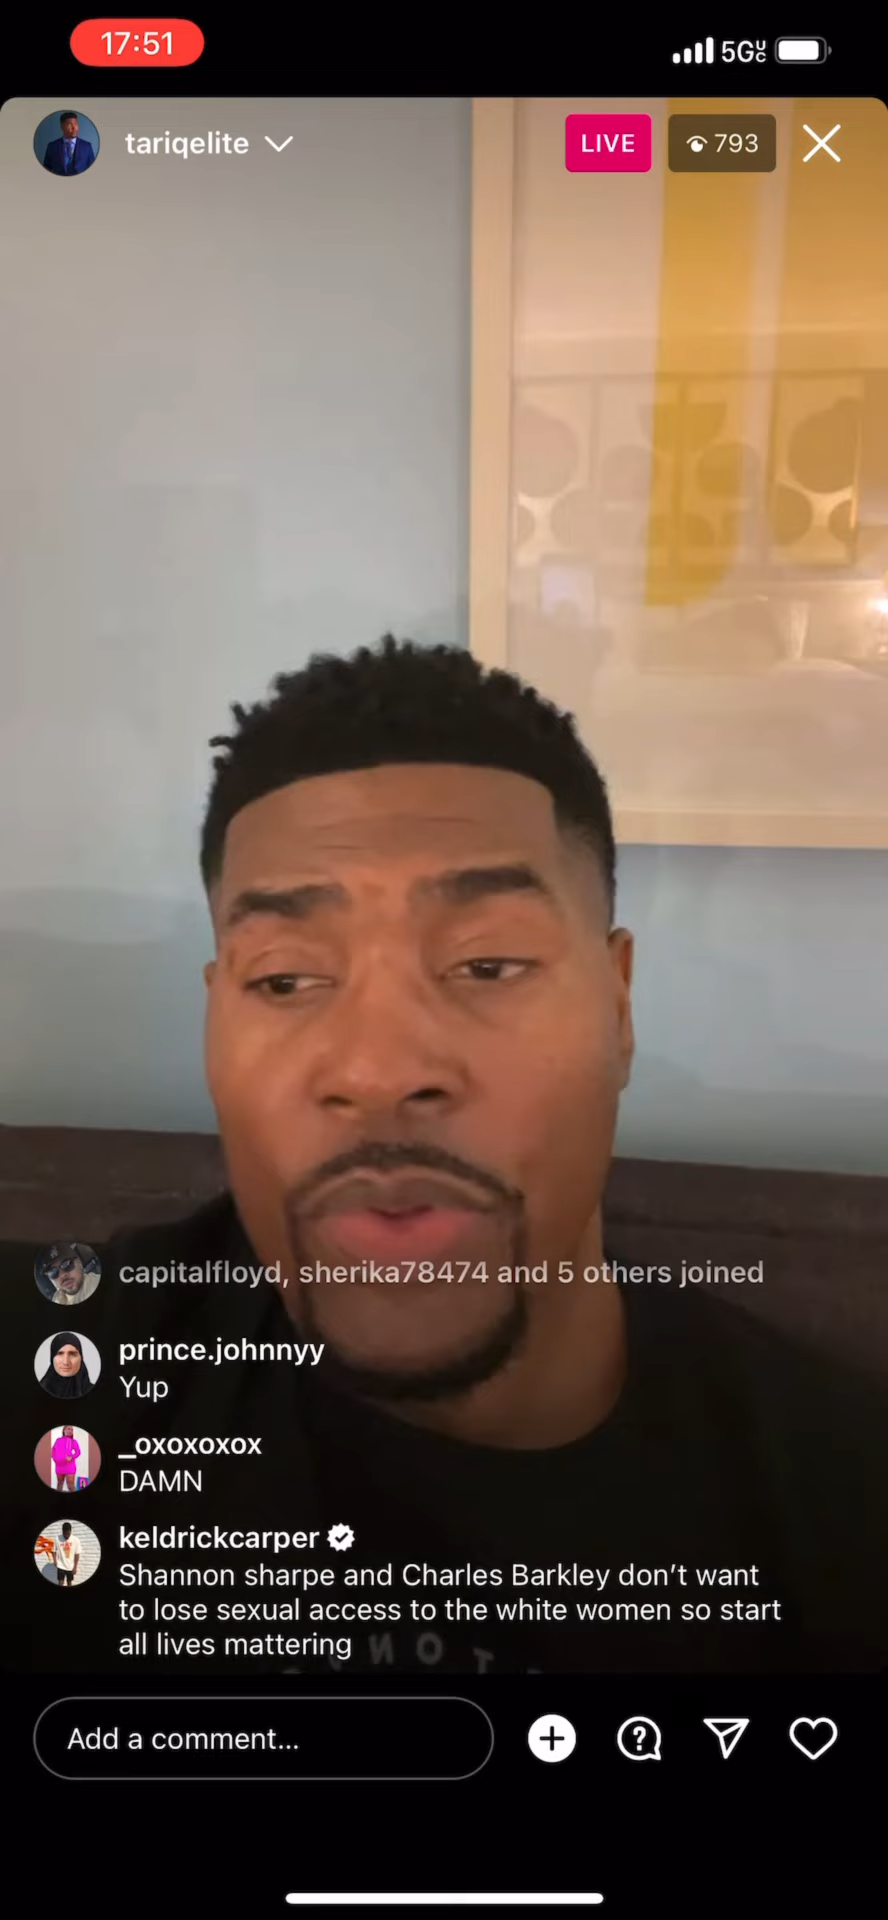 17:51
5G UC
tariqelite
LIVE
793
capitalfloyd, sherika78474 and 5 others joined
prince.johnnyy
Yup
_oxoxoxox
DAMN
keldrickcarper
Shannon sharpe and Charles Barkley don’t want
to lose sexual access to the white women so start
all lives mattering
Add a comment...